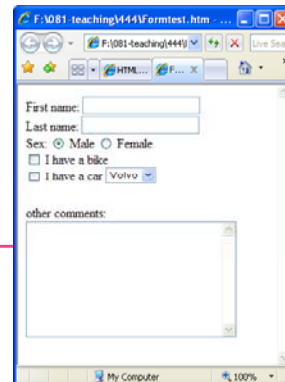 F:\081-teaching\444\Formtest.htm - ...
F:\081-teaching\444\
Live Sea
HTML... F... X
First name:
Last name:
Sex: Male Female
I have a bike
I have a car Volvo
other comments:
My Computer 100%